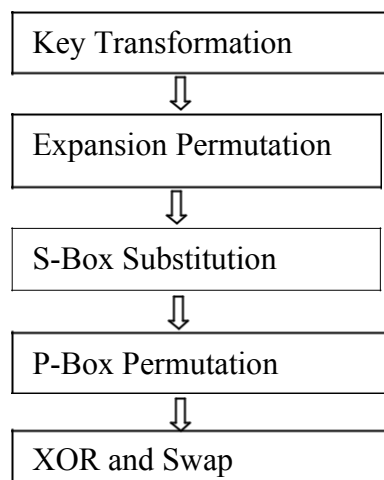 Key Transformation
Expansion Permutation
S-Box Substitution
P-Box Permutation
XOR and Swap